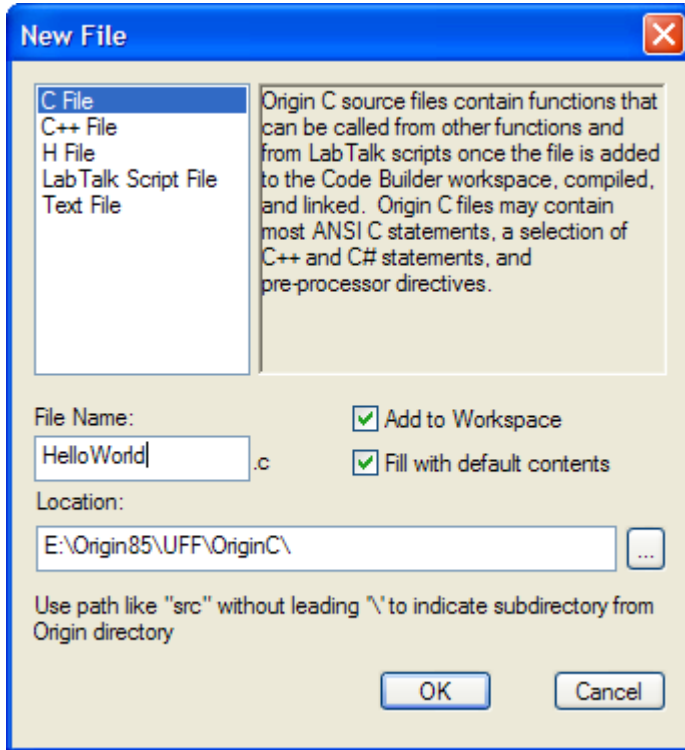 New File
C File
C++ File
H File
LabTalk Script File
Text File
Origin C source files contain functions that
can be called from other functions and
from LabTalk scripts once the file is added
to the Code Builder workspace, compiled,
and linked.  Origin C files may contain
most ANSI C statements, a selection of
C++ and C# statements, and
pre-processor directives.
File Name:
HelloWorld
.c
Add to Workspace
Fill with default contents
Location:
E:\Origin85\UFF\OriginC\
...
Use path like "src" without leading '\' to indicate subdirectory from
Origin directory
OK
Cancel